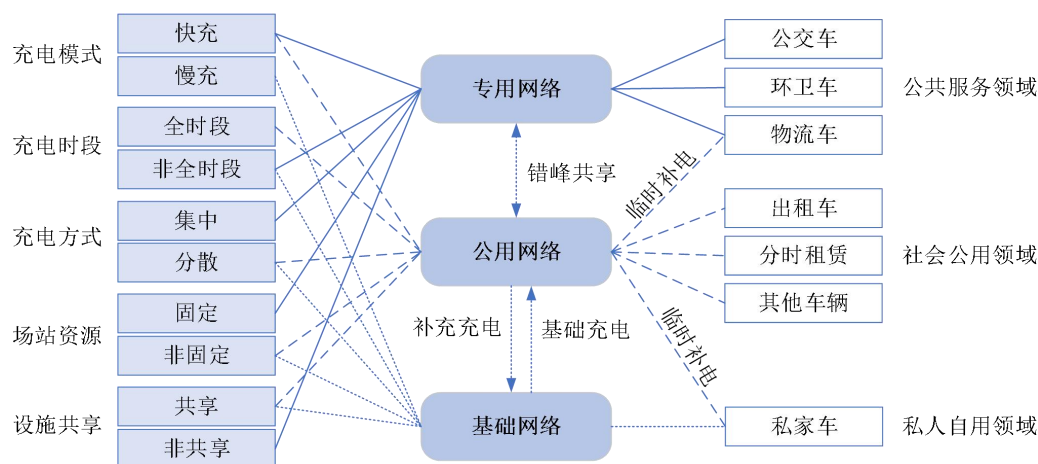 充电模式
快充
慢充
充电时段
全时段
非全时段
充电方式
集中
分散
场站资源
固定
非固定
设施共享
共享
非共享
专用网络
错峰共享
公用网络
补充充电
基础充电
基础网络
临时补电
临时补电
公交车
环卫车
物流车
公共服务领域
出租车
分时租赁
其他车辆
社会公用领域
私家车
私人自用领域